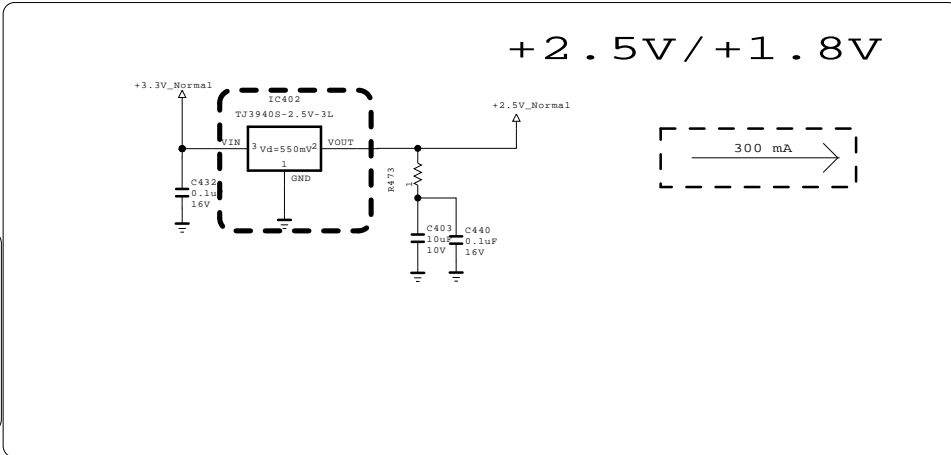 +2.5V/+1.8V
+3.3V_Normal
IC402
TJ3940S-2.5V-3L
+2.5V_Normal
VIN
3
Vd=550mV
2
VOUT
1
GND
300 mA
R473
1
C432
0.1u
16V
C403
10uF
10V
C440
0.1uF
16V